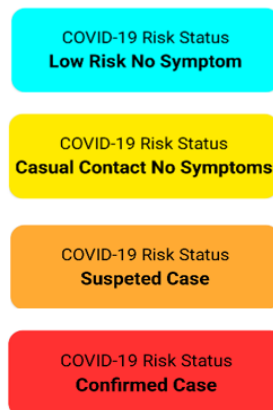 COVID-19 Risk Status
Low Risk No Symptom
COVID-19 Risk Status
Casual Contact No Symptoms
COVID-19 Risk Status
Suspeted Case
COVID-19 Risk Status
Confirmed Case